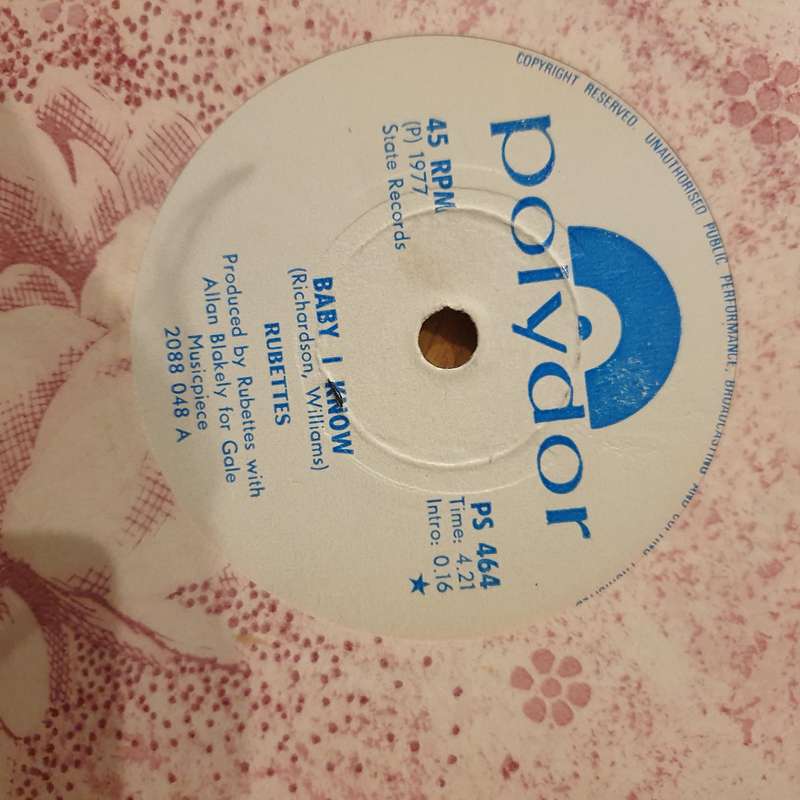 COPYRIGHT RESERVED. UNAUTHORISED PUBLIC PERFORMANCE, BROADCASTING AND
polydor
45 RPM
(P) 1977
State Records
PS 464
Time: 4.21
Intro: 0.16
★
BABY I KNOW
(Richardson, Williams)
RUBETTES
Produced by Rubettes with
Allan Blakely for Gale
Musicpiece
2088 048 A